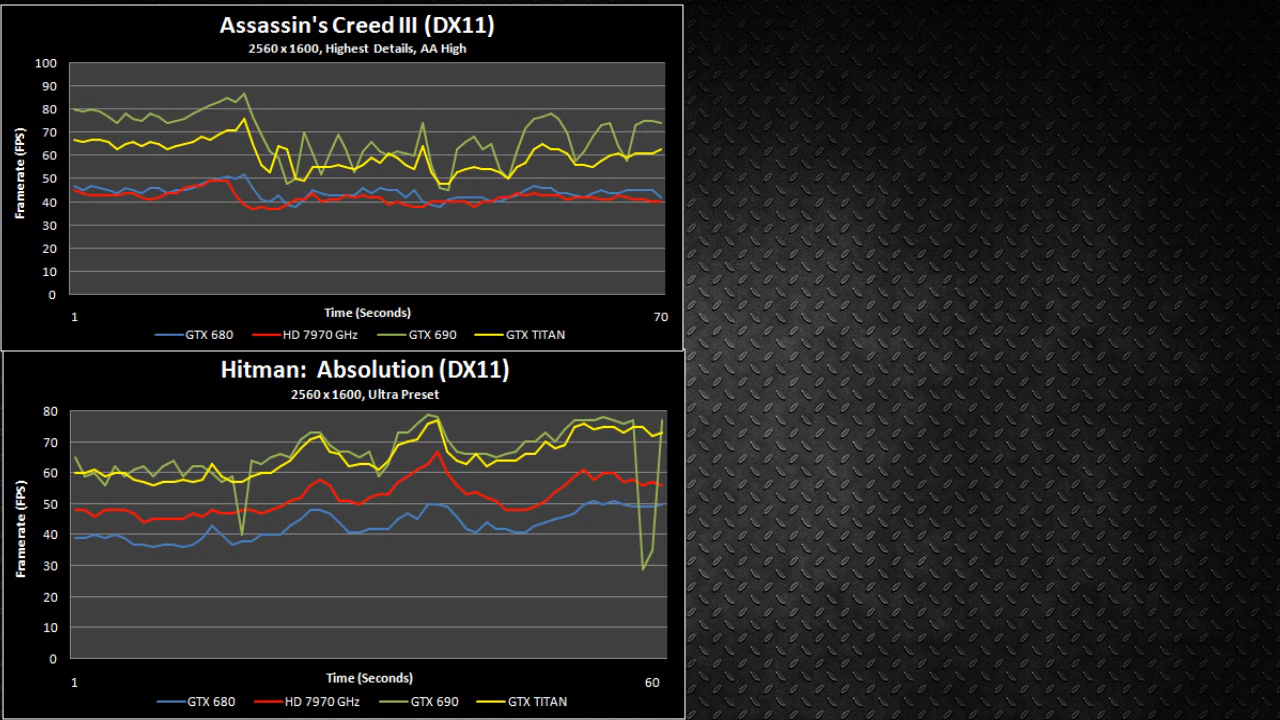 Assassin's Creed III (DX11)
2560 x 1600, Highest Details, AA High
Framerate (FPS)
100
90
80
70
60
50
40
30
20
10
0
1
Time (Seconds)
70
GTX 680 HD 7970 GHz GTX 690 GTX TITAN
Hitman: Absolution (DX11)
2560 x 1600, Ultra Preset
Framerate (FPS)
80
70
60
50
40
30
20
10
0
1
Time (Seconds)
60
GTX 680 HD 7970 GHz GTX 690 GTX TITAN